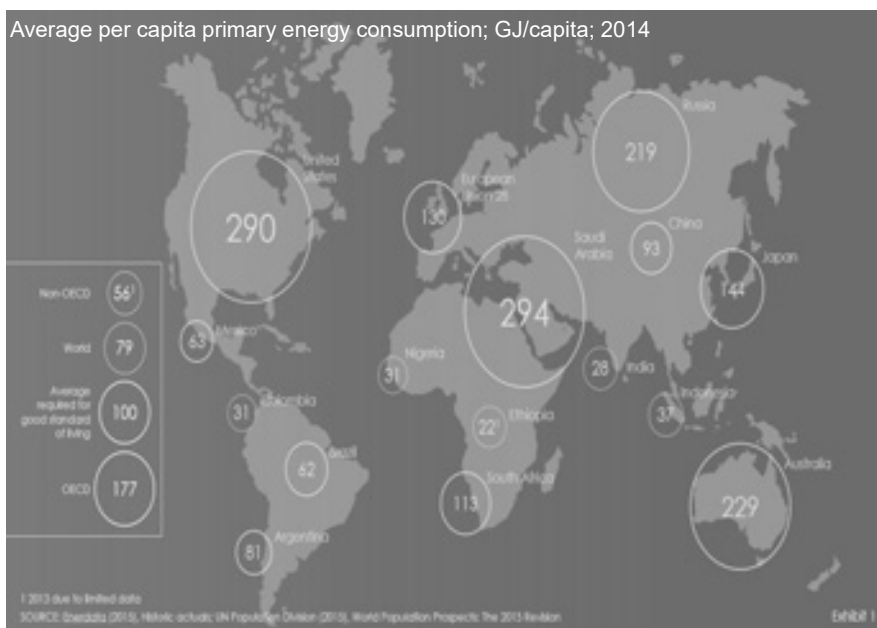 Average per capita primary energy consumption; GJ/capita; 2014
Russia
219
United
States
290
European
Union 28
130
China
93
Saudi
Arabia
294
Japan
144
Non-OECD
56¹
World
79
Average
required for
good standard
of living
100
OECD
177
Mexico
63
Nigeria
31
India
28
Colombia
31
Ethiopia
22¹
Indonesia
37
Brazil
62
South Africa
113
Australia
229
Argentina
81
1 2013 due to limited data
SOURCE: Enerdata (2015), Historic actuals; UN Population Division (2015), World Population Prospects: The 2015 Revision
Exhibit 1